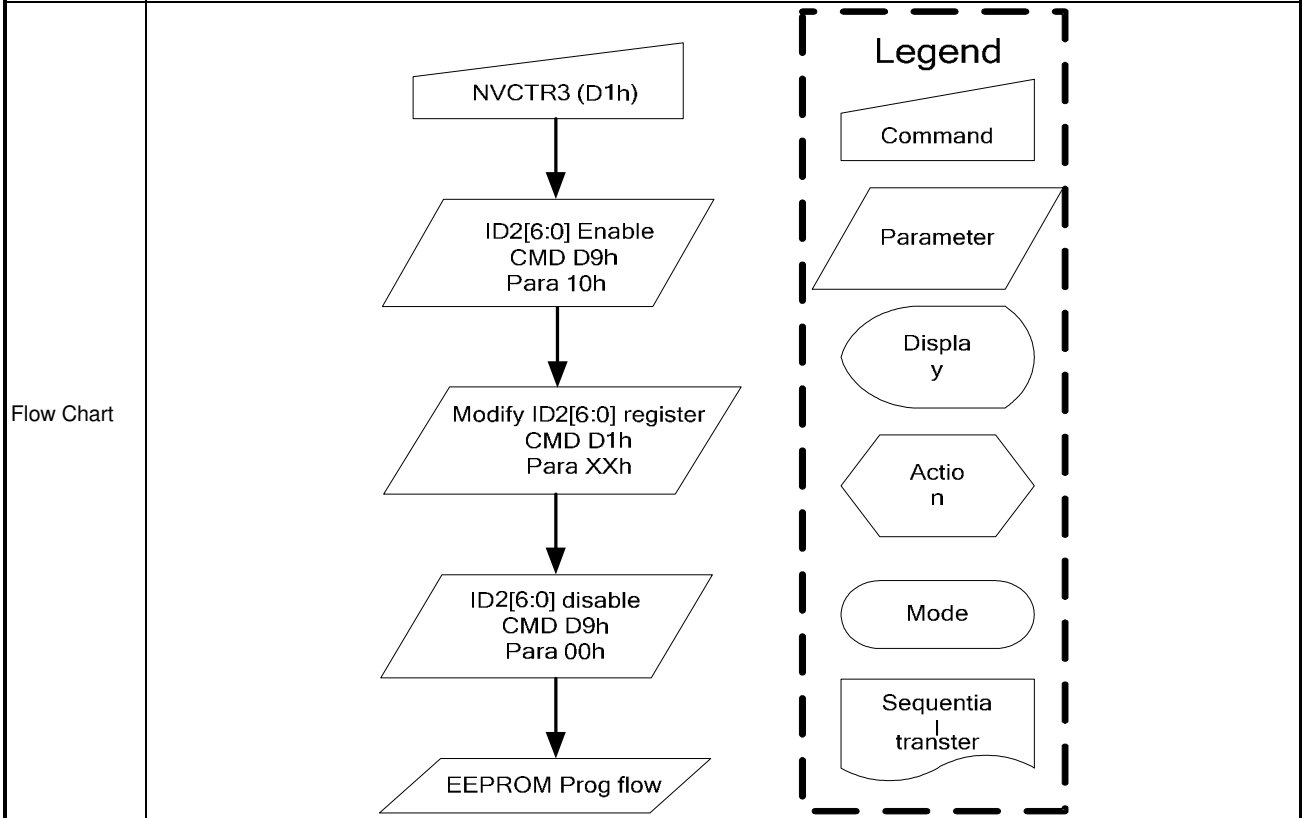 Flow Chart
NVCTR3 (D1h)
ID2[6:0] Enable
CMD D9h
Para 10h
Modify ID2[6:0] register
CMD D1h
Para XXh
ID2[6:0] disable
CMD D9h
Para 00h
EEPROM Prog flow
Legend
Command
Parameter
Displa
y
Actio
n
Mode
Sequentia
l
transter